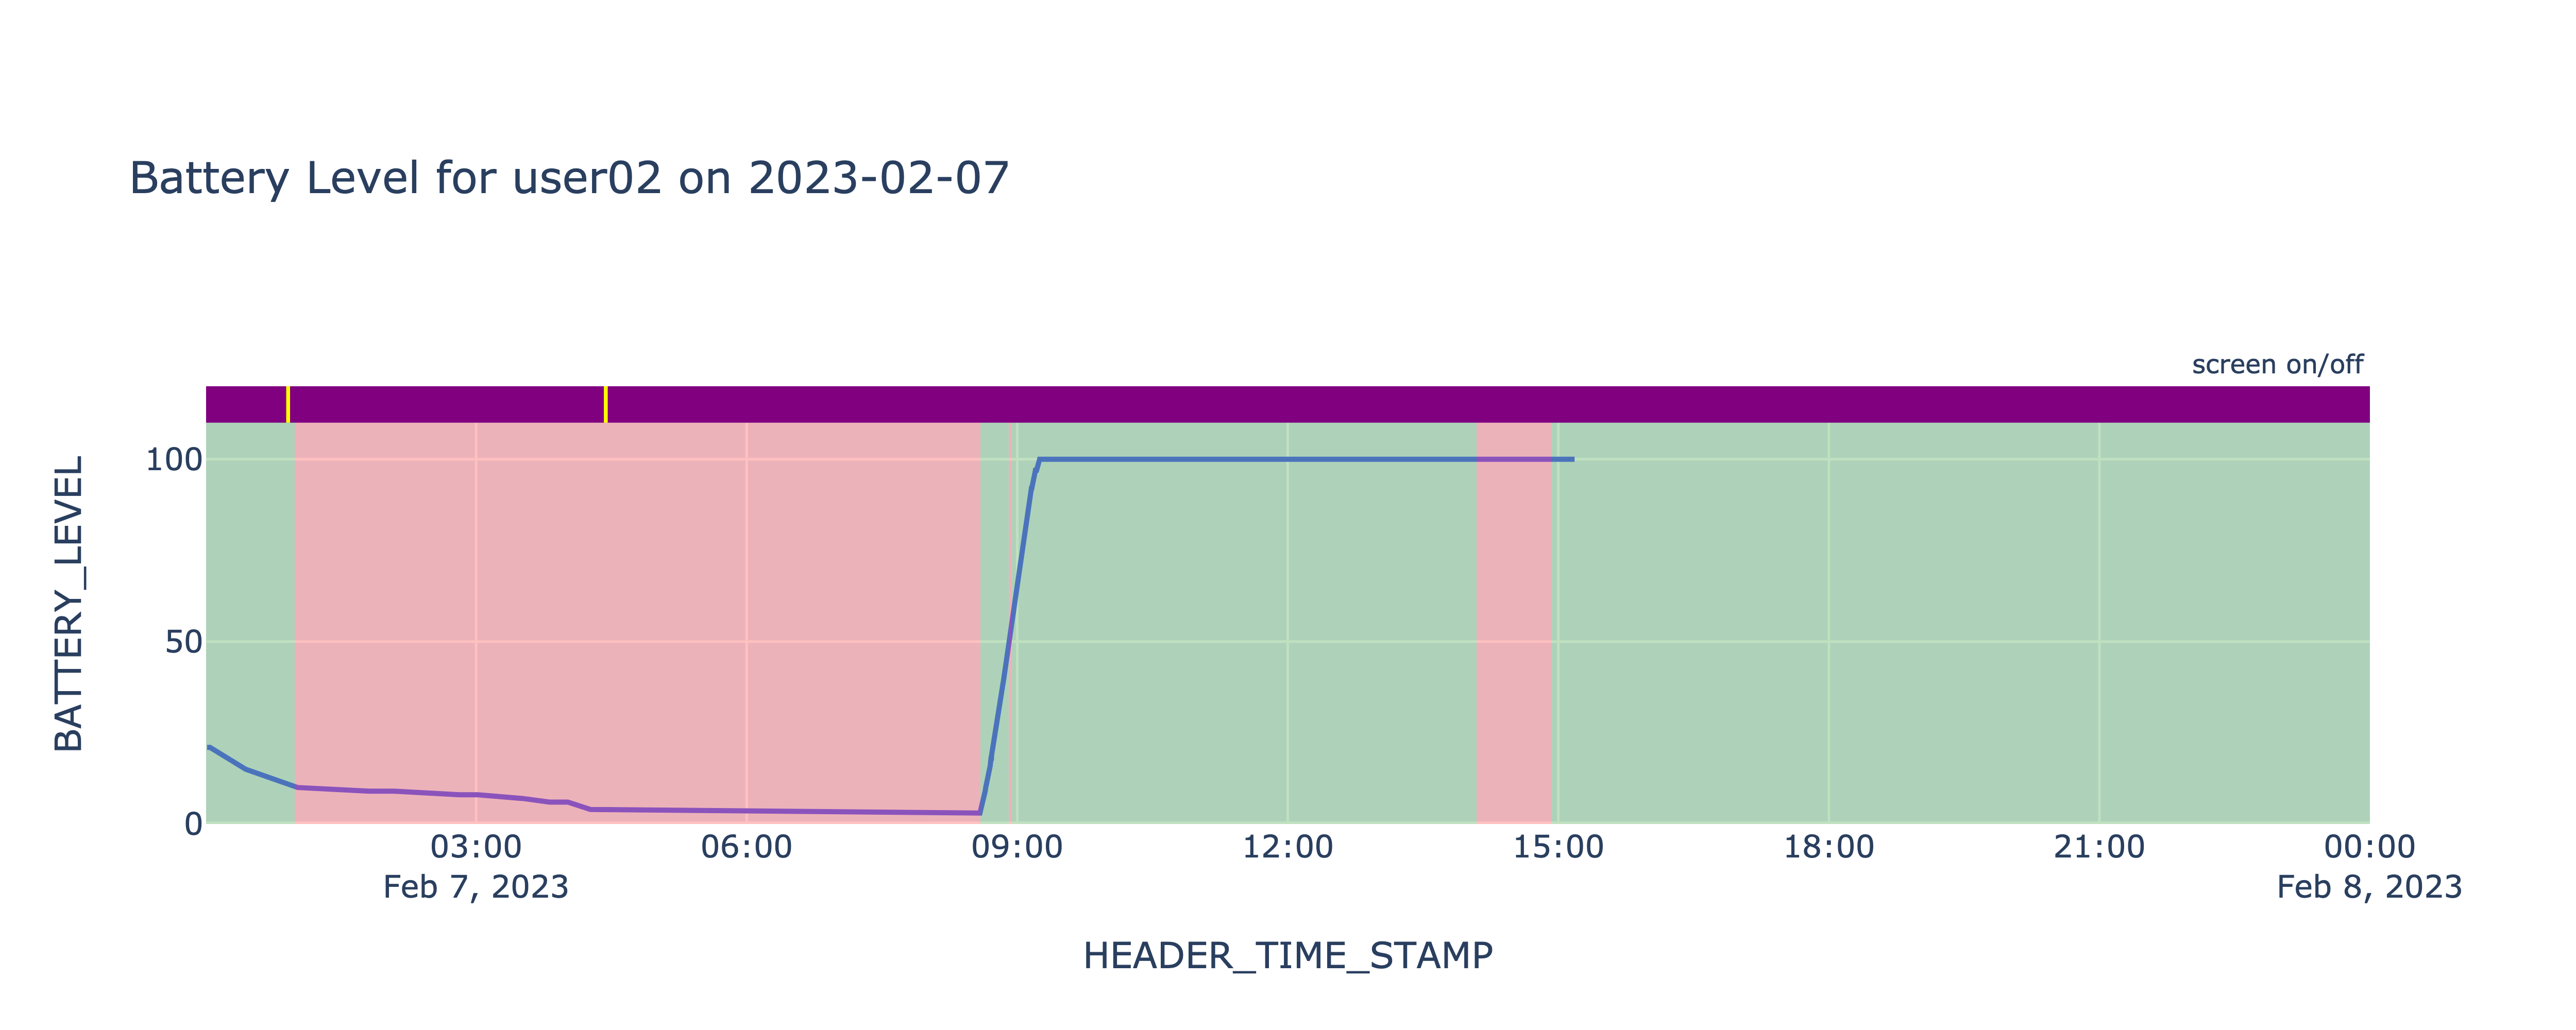 Battery Level for user02 on 2023-02-07
screen on/off
BATTERY_LEVEL
100
50
0
03:00 06:00 09:00 12:00 15:00 18:00 21:00 00:00
Feb 7, 2023 Feb 8, 2023
HEADER_TIME_STAMP